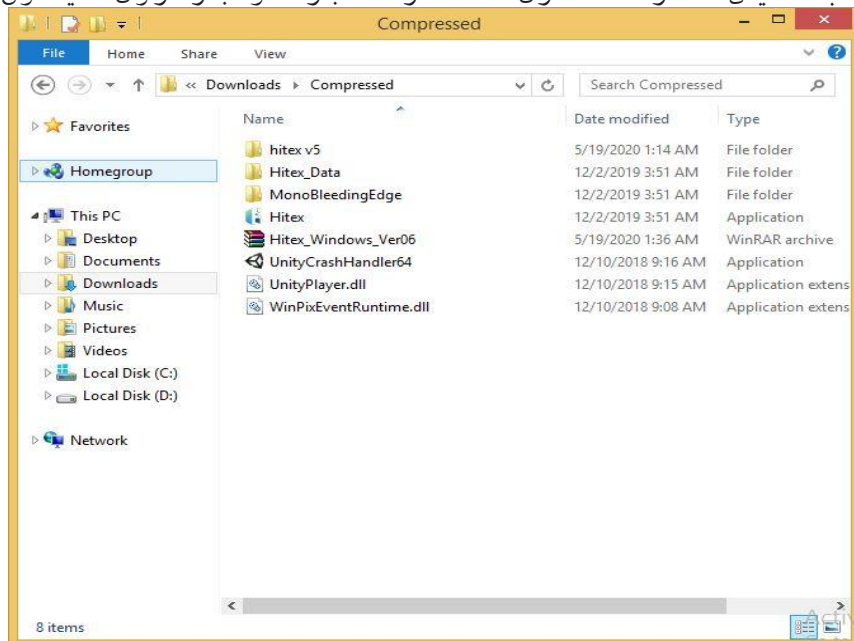 Compressed
File Home Share View
Downloads Compressed
Search Compressed
Name Date modified Type
Favorites
Homegroup
This PC
Desktop
Documents
Downloads
Music
Pictures
Videos
Local Disk (C:)
Local Disk (D:)
Network
hitex v5 5/19/2020 1:14 AM File folder
Hitex_Data 12/2/2019 3:51 AM File folder
MonoBleedingEdge 12/2/2019 3:51 AM File folder
Hitex 12/2/2019 3:51 AM Application
Hitex_Windows_Ver06 5/19/2020 1:36 AM WinRAR archive
UnityCrashHandler64 12/10/2018 9:16 AM Application
UnityPlayer.dll 12/10/2018 9:15 AM Application extens
WinPixEventRuntime.dll 12/10/2018 9:08 AM Application extens
8 items